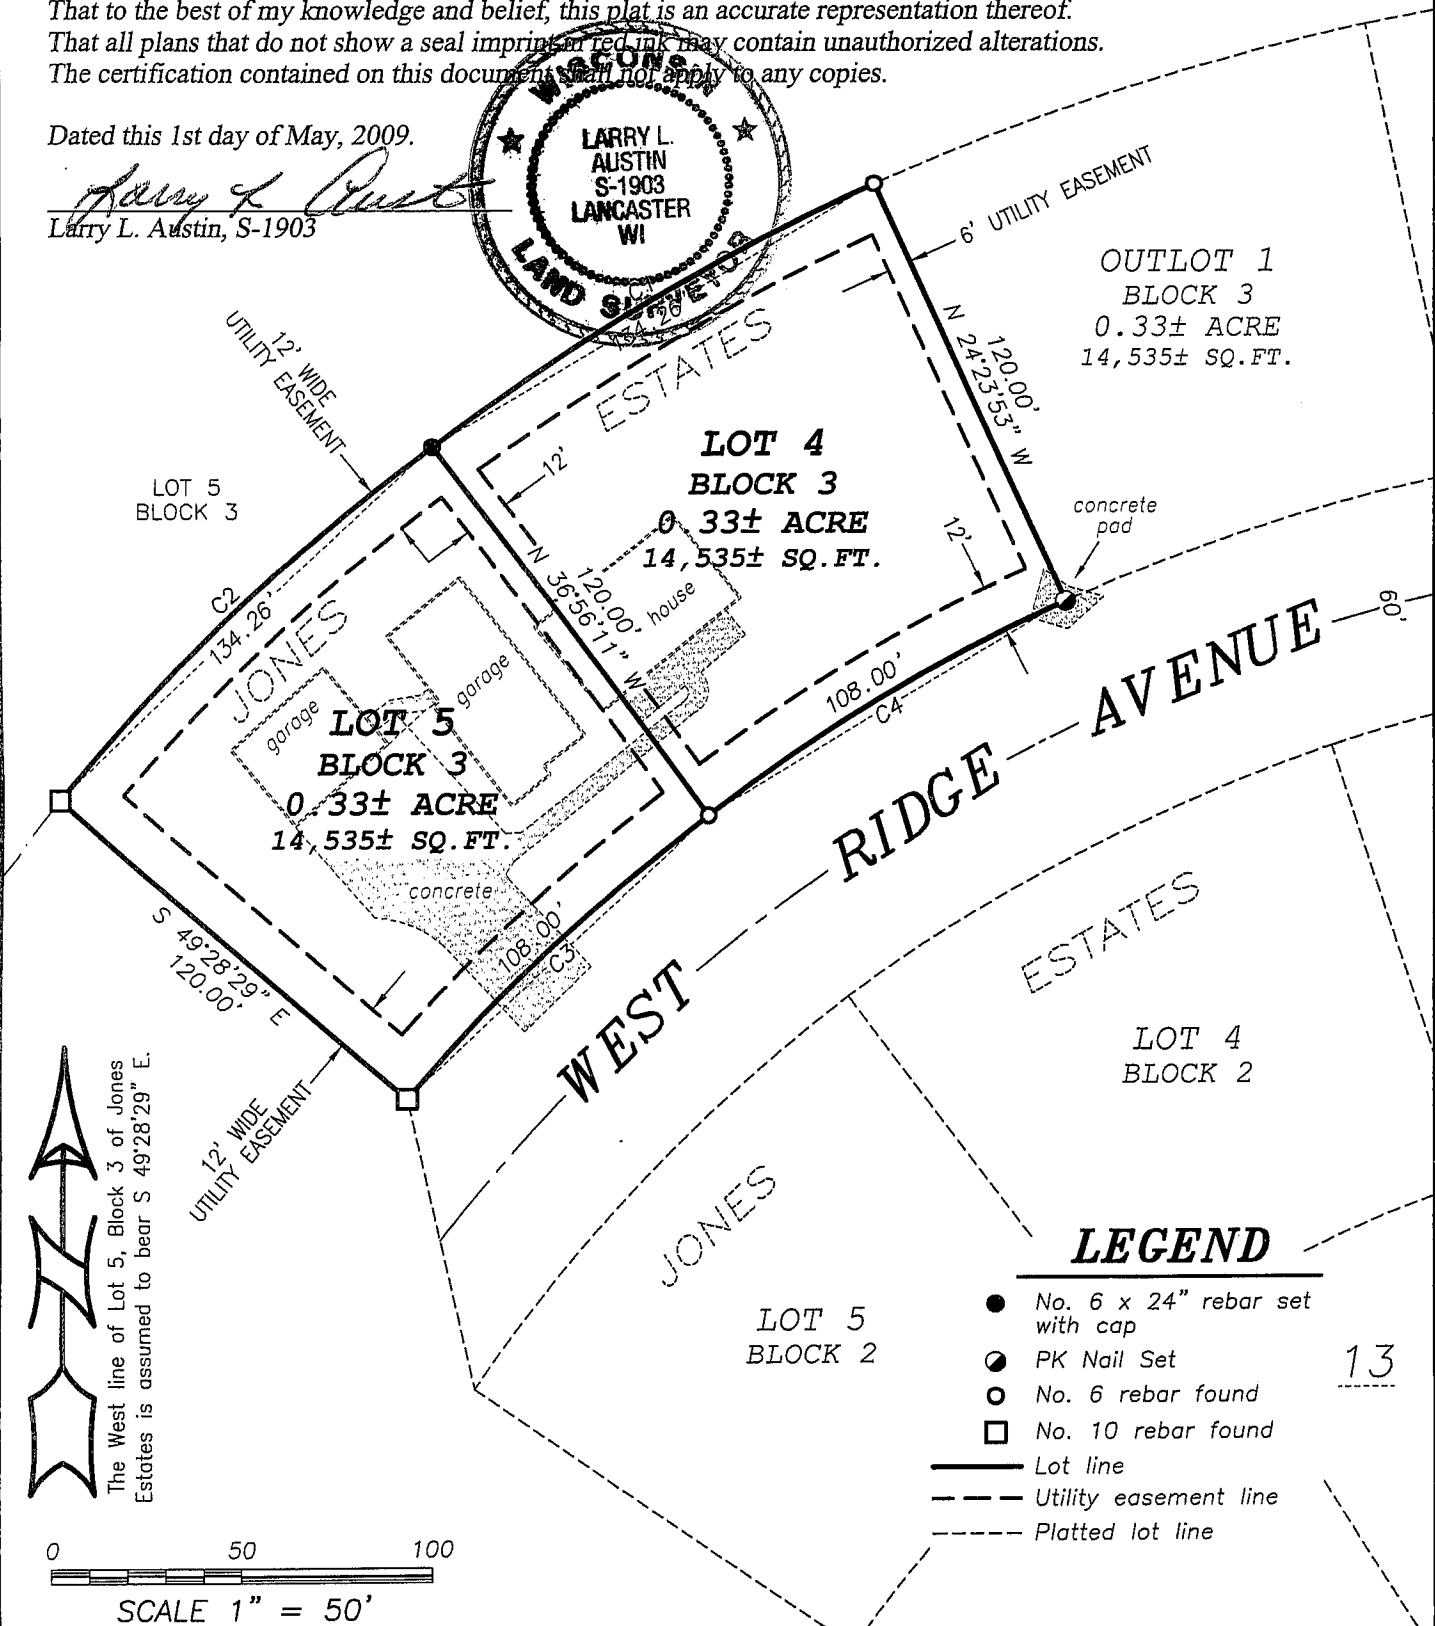 That to the best of my knowledge and belief, this plat is an accurate representation thereof.
That all plans that do not show a seal imprint in red ink may contain unauthorized alterations.
The certification contained on this document shall not apply to any copies.
Dated this 1st day of May, 2009.
Larry L Aust
Larry L. Austin, S-1903
WISCONSIN
LARRY L.
AUSTIN
S-1903
LANCASTER
WI
LAND SURVEYOR
C1
134.26'
6' UTILITY EASEMENT
OUTLOT 1
BLOCK 3
0.33± ACRE
14,535± SQ.FT.
12' WIDE
UTILITY EASEMENT
N 24°23'53" W
120.00'
ESTATES
LOT 4
BLOCK 3
0.33± ACRE
14,535± SQ.FT.
12'
12'
LOT 5
BLOCK 3
concrete
pad
N 36°56'11" W
120.00'
house
C2
134.26'
JONES
garage
garage
LOT 5
BLOCK 3
0.33± ACRE
14,535± SQ.FT.
concrete
108.00'
C4
108.00'
C3
60'
WEST RIDGE AVENUE
S 49°28'29" E
120.00'
12' WIDE
UTILITY EASEMENT
ESTATES
LOT 4
BLOCK 2
JONES
LOT 5
BLOCK 2
The West line of Lot 5, Block 3 of Jones
Estates is assumed to bear S 49°28'29" E.
N
LEGEND
No. 6 x 24" rebar set
with cap
PK Nail Set
No. 6 rebar found
No. 10 rebar found
Lot line
Utility easement line
Platted lot line
13
0 50 100
SCALE 1" = 50'